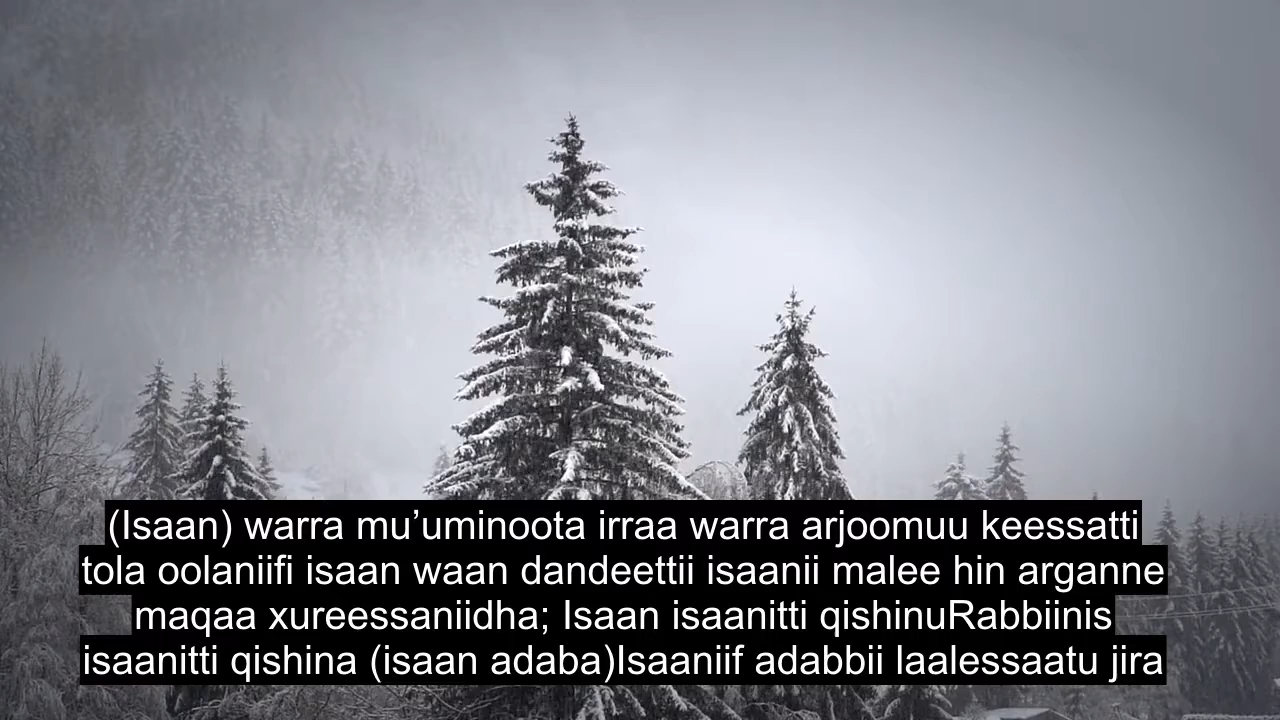 (Isaan) warra mu’uminoota irraa warra arjoomuu keessatti
tola oolaniifi isaan waan dandeettii isaanii malee hin arganne
maqaa xureessaniidha; Isaan isaanitti qishinuRabbiinis
isaanitti qishina (isaan adaba)Isaaniif adabbii laalessaatu jira